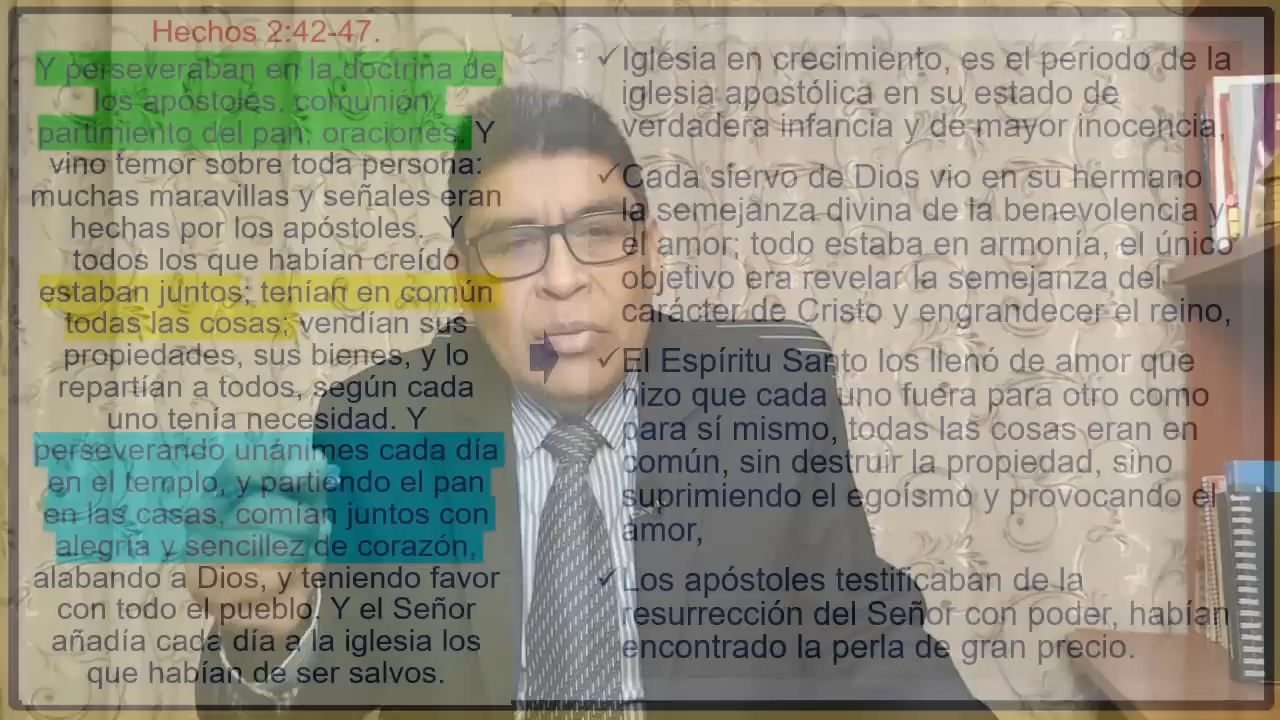 Hechos 2:42-47.
Y perseveraban en la doctrina de
los apóstoles, comunión,
partimiento del pan; oraciones. Y
vino temor sobre toda persona:
muchas maravillas y señales eran
hechas por los apóstoles. Y
todos los que habían creído
estaban juntos; tenían en común
todas las cosas; vendían sus
propiedades, sus bienes, y lo
repartían a todos, según cada
uno tenía necesidad. Y
perseverando unánimes cada día
en el templo, y partiendo el pan
en las casas, comían juntos con
alegría y sencillez de corazón,
alabando a Dios, y teniendo favor
con todo el pueblo. Y el Señor
añadía cada día a la iglesia los
que habían de ser salvos.
✓Iglesia en crecimiento, es el periodo de la
iglesia apostólica en su estado de
verdadera infancia y de mayor inocencia,
✓Cada siervo de Dios vio en su hermano
la semejanza divina de la benevolencia y
el amor; todo estaba en armonía, el único
objetivo era revelar la semejanza del
carácter de Cristo y engrandecer el reino,
✓El Espíritu Santo los llenó de amor que
hizo que cada uno fuera para otro como
para sí mismo, todas las cosas eran en
común, sin destruir la propiedad, sino
suprimiendo el egoísmo y provocando el
amor,
✓Los apóstoles testificaban de la
resurrección del Señor con poder, habían
encontrado la perla de gran precio.